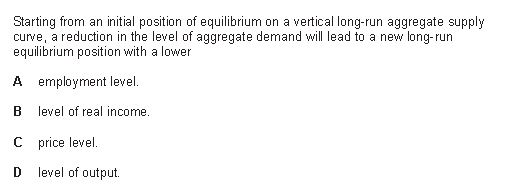 Starting from an initial position of equilibrium on a vertical long-run aggregate supply
curve, a reduction in the level of aggregate demand will lead to a new long-run
equilibrium position with a lower
A employment level.
B level of real income.
C price level.
D level of output.